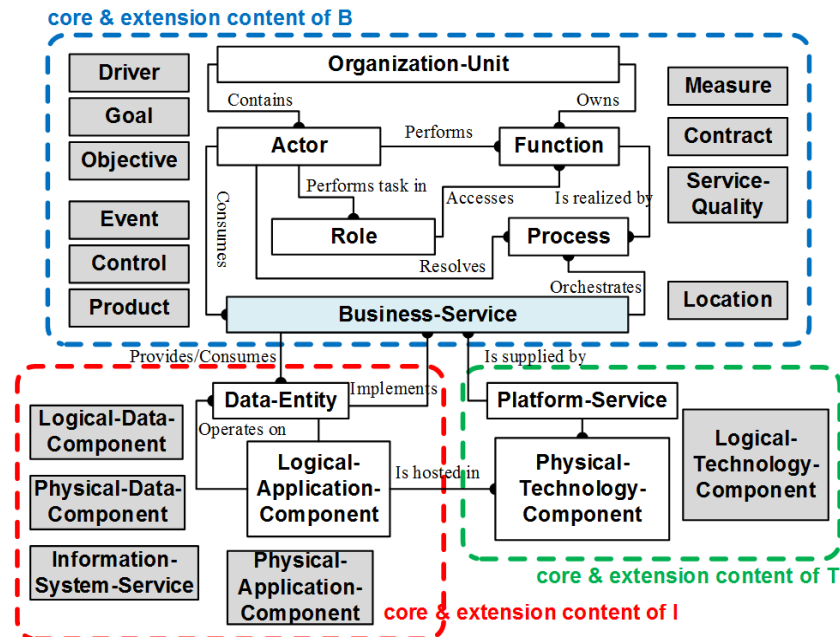 core & extension content of B
Driver
Goal
Objective
Event
Control
Product
Organization-Unit
Contains
Owns
Actor
Performs
Function
Consumes
Performs task in
Accesses
Is realized by
Role
Process
Resolves
Orchestrates
Business-Service
Measure
Contract
Service-
Quality
Location
Provides/Consumes
Implements
Is supplied by
Data-Entity
Operates on
Logical-
Application-
Component
Is hosted in
Logical-Data-
Component
Physical-Data-
Component
Information-
System-Service
Physical-
Application-
Component
core & extension content of I
Platform-Service
Physical-
Technology-
Component
Logical-
Technology-
Component
core & extension content of T